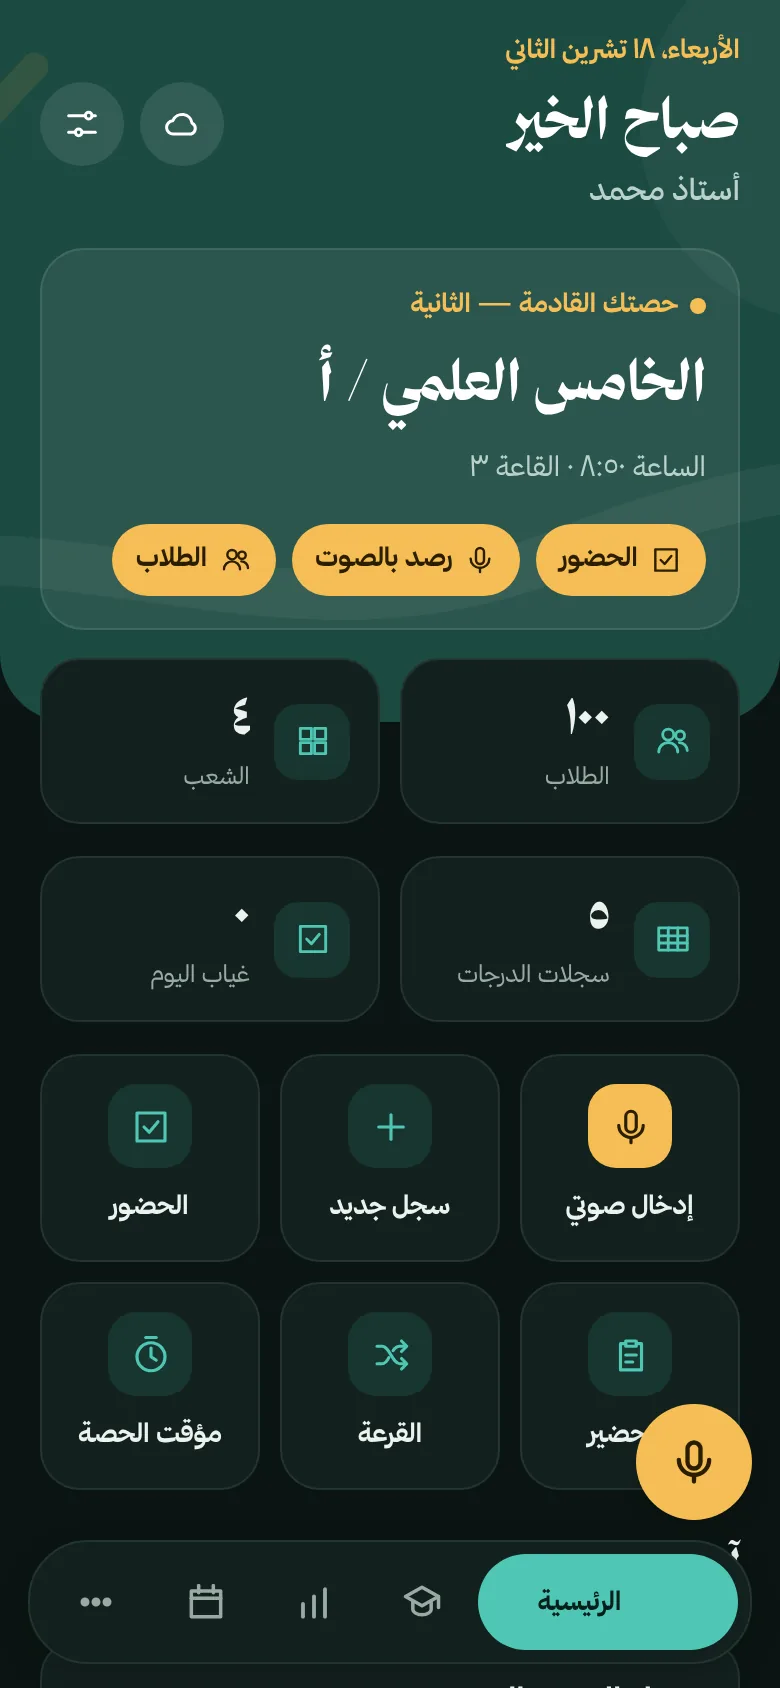 الأربعاء، ١٨ تشرين الثاني
صباح الخير
أستاذ محمد
حصتك القادمة — الثانية
الخامس العلمي / أ
الساعة ٨:٥٠ · القاعة ٣
الحضور
رصد بالصوت
الطلاب
١٠٠
الطلاب
٤
الشعب
٥
سجلات الدرجات
٠
غياب اليوم
إدخال صوتي
سجل جديد
الحضور
حضير
القرعة
مؤقت الحصة
الرئيسية